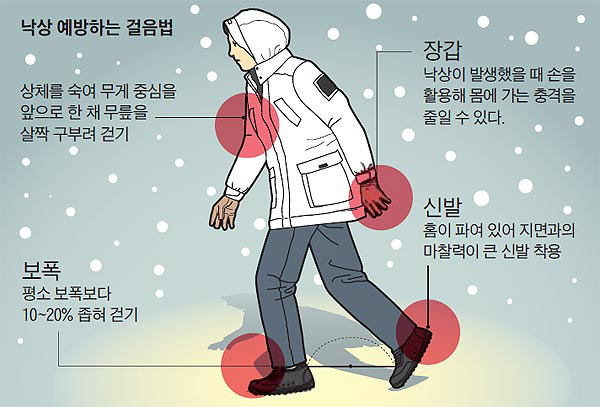 낙상 예방하는 걸음법
상체를 숙여 무게 중심을
앞으로 한 채 무릎을
살짝 구부려 걷기
장갑
낙상이 발생했을 때 손을
활용해 몸에 가는 충격을
줄일 수 있다.
신발
홈이 파여 있어 지면과의
마찰력이 큰 신발 착용
보폭
평소 보폭보다
10~20% 좁혀 걷기